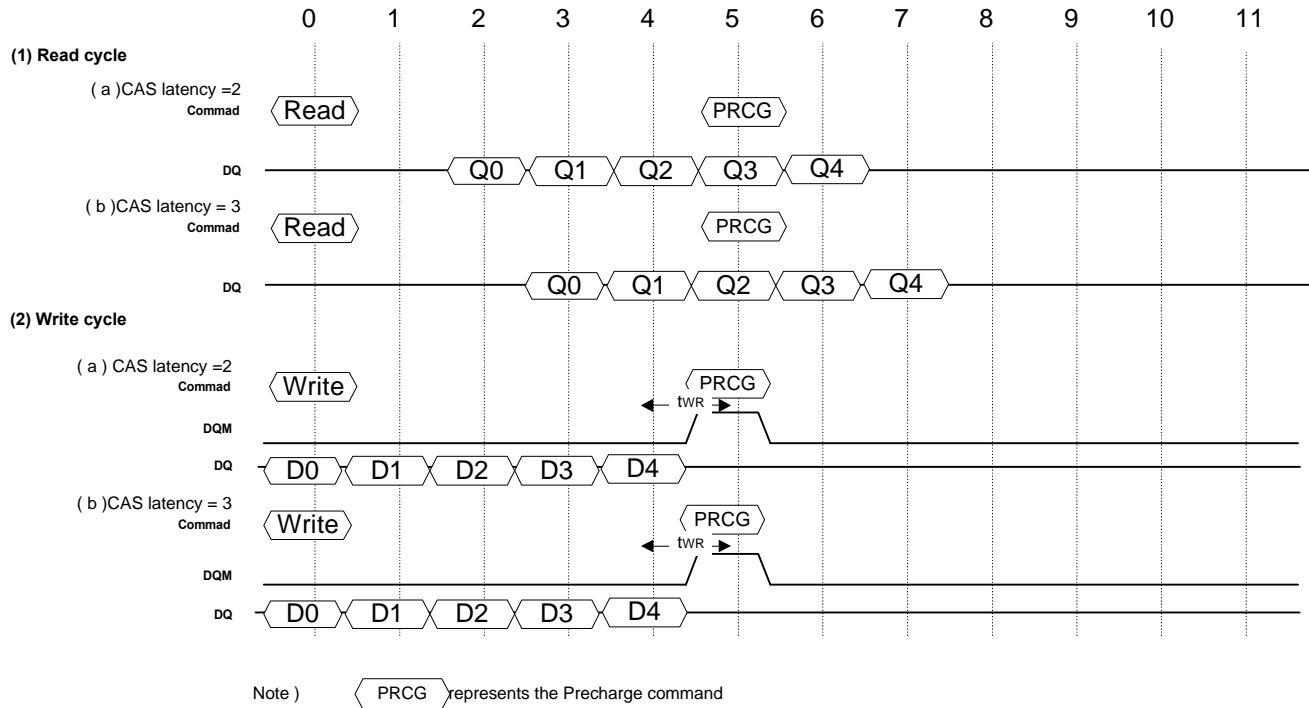 0 1 2 3 4 5 6 7 8 9 10 11
(1) Read cycle
( a )CAS latency =2
Commad Read PRCG
DQ Q0 Q1 Q2 Q3 Q4
( b )CAS latency = 3
Commad Read PRCG
DQ Q0 Q1 Q2 Q3 Q4
(2) Write cycle
( a ) CAS latency =2
Commad Write PRCG
tWR
DQM
DQ D0 D1 D2 D3 D4
( b )CAS latency = 3
Commad Write PRCG
tWR
DQM
DQ D0 D1 D2 D3 D4
Note ) PRCG represents the Precharge command